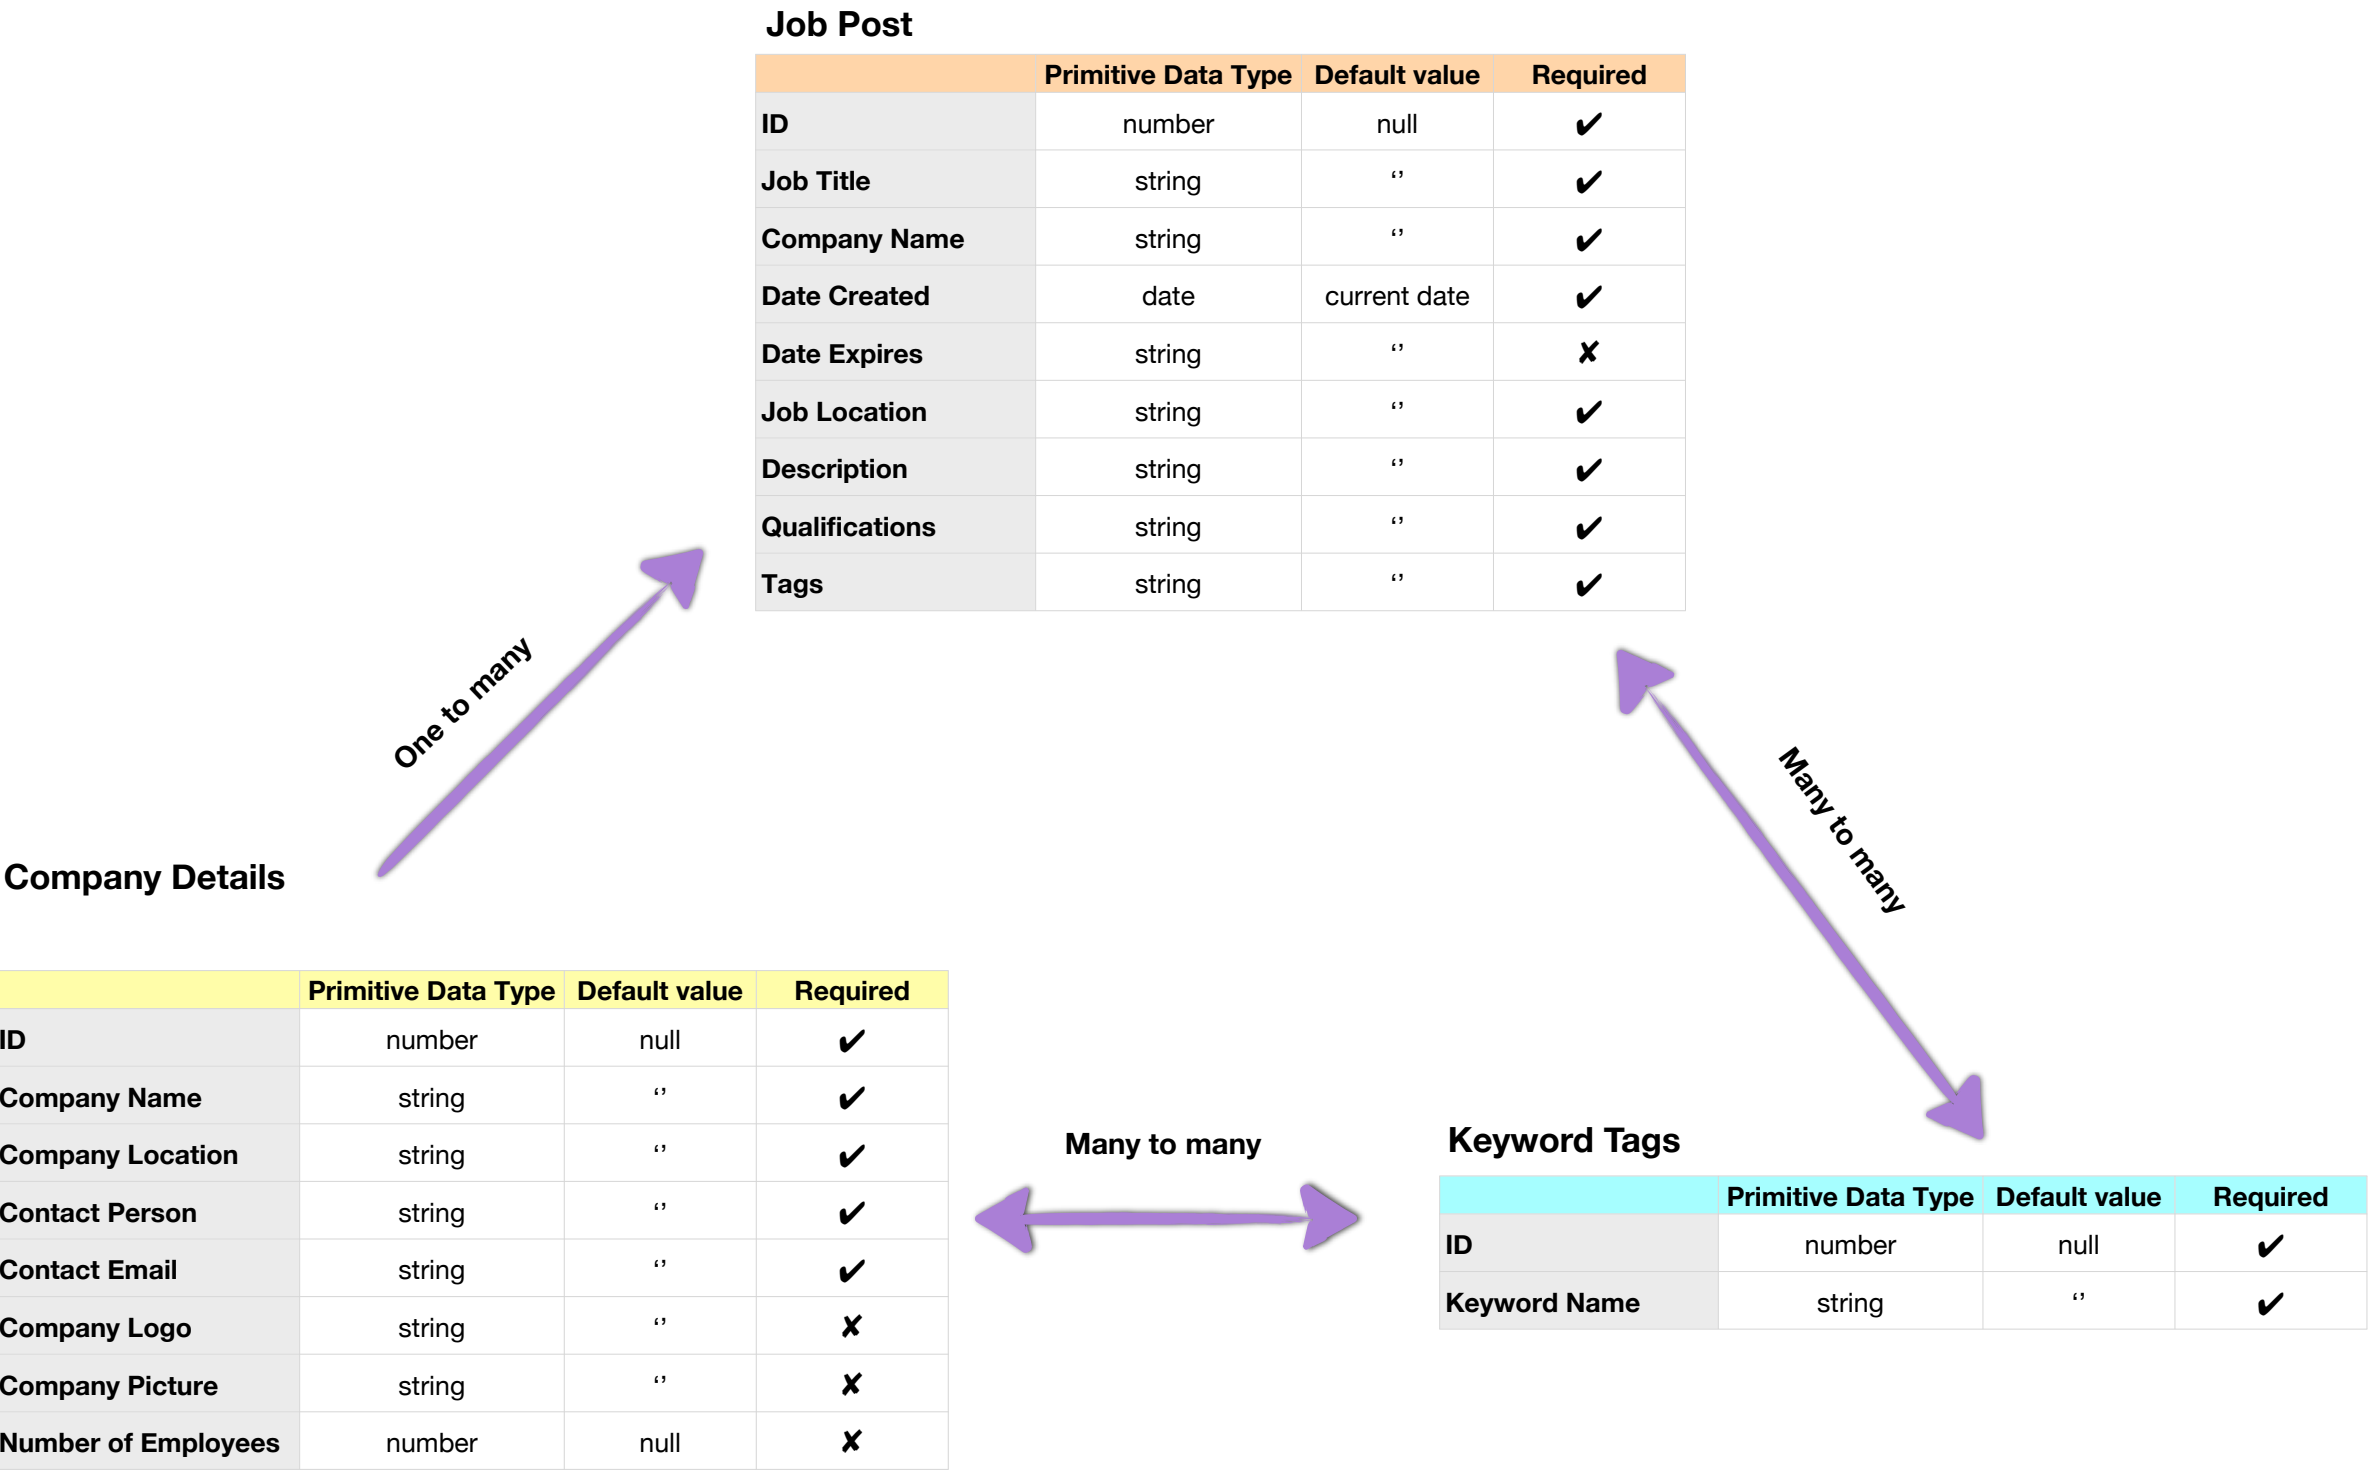 Job Post
Primitive Data Type Default value Required
ID number null ✔
Job Title string ‘’ ✔
Company Name string ‘’ ✔
Date Created date current date ✔
Date Expires string ‘’ ✘
Job Location string ‘’ ✔
Description string ‘’ ✔
Qualifications string ‘’ ✔
Tags string ‘’ ✔
One to many
Many to many
Company Details
Primitive Data Type Default value Required
ID number null ✔
Company Name string ‘’ ✔
Company Location string ‘’ ✔
Contact Person string ‘’ ✔
Contact Email string ‘’ ✔
Company Logo string ‘’ ✘
Company Picture string ‘’ ✘
Number of Employees number null ✘
Many to many
Keyword Tags
Primitive Data Type Default value Required
ID number null ✔
Keyword Name string ‘’ ✔